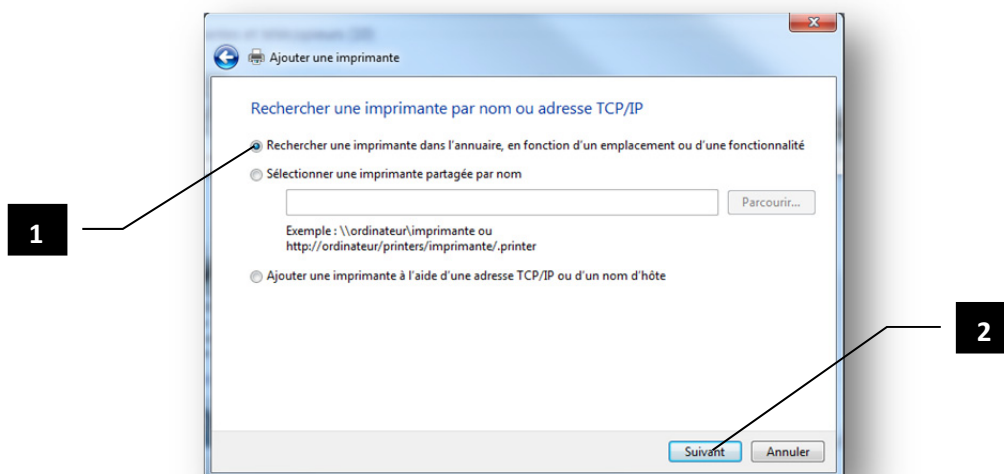 Ajouter une imprimante
Rechercher une imprimante par nom ou adresse TCP/IP
Rechercher une imprimante dans l'annuaire, en fonction d'un emplacement ou d'une fonctionnalité
Sélectionner une imprimante partagée par nom
Parcourir...
Exemple : \\ordinateur\imprimante ou
http://ordinateur/printers/imprimante/.printer
Ajouter une imprimante à l'aide d'une adresse TCP/IP ou d'un nom d'hôte
1
2
Suivant
Annuler